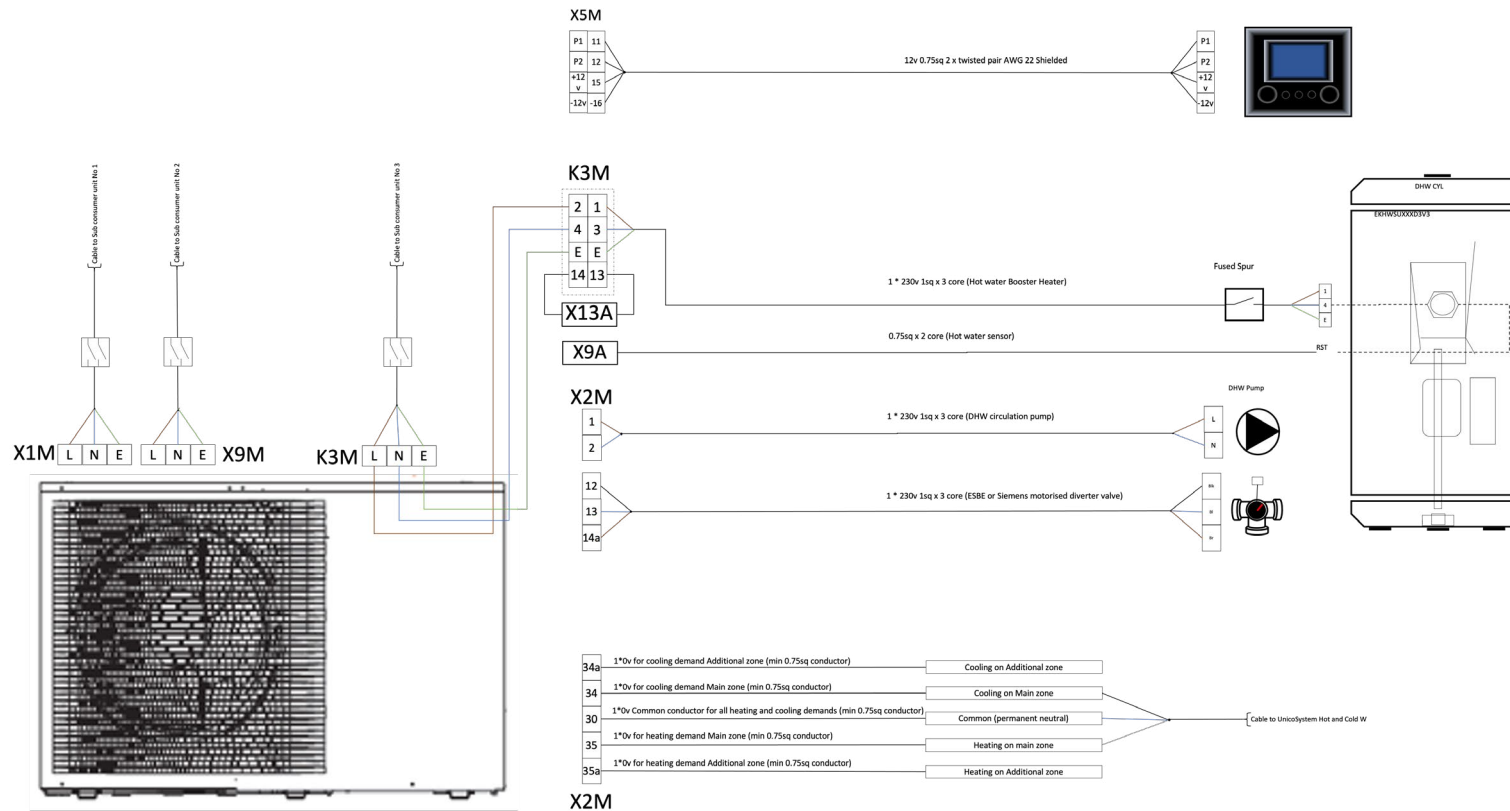 X5M
P1 11
P2 12
+12
v
15
-12v -16
12v 0.75sq 2 x twisted pair AWG 22 Shielded
P1
P2
+12
v
-12v
Cable to Sub consumer unit No 1
Cable to Sub consumer unit No 2
Cable to Sub consumer unit No 3
K3M
2 1
4 3
E E
14 13
X13A
X9A
1 * 230v 1sq x 3 core (Hot water Booster Heater)
Fused Spur
1
4
E
0.75sq x 2 core (Hot water sensor)
RST
DHW CYL
EKHWSUXXXD3V3
X2M
1
2
1 * 230v 1sq x 3 core (DHW circulation pump)
DHW Pump
L
N
12
13
14a
1 * 230v 1sq x 3 core (ESBE or Siemens motorised diverter valve)
X1M L N E
L N E X9M
K3M L N E
34a 1*0v for cooling demand Additional zone (min 0.75sq conductor) Cooling on Additional zone
34 1*0v for cooling demand Main zone (min 0.75sq conductor) Cooling on Main zone
30 1*0v Common conductor for all heating and cooling demands (min 0.75sq conductor) Common (permanent neutral)
Cable to UnicoSystem Hot and Cold W
35 1*0v for heating demand Main zone (min 0.75sq conductor) Heating on main zone
35a 1*0v for heating demand Additional zone (min 0.75sq conductor) Heating on Additional zone
X2M